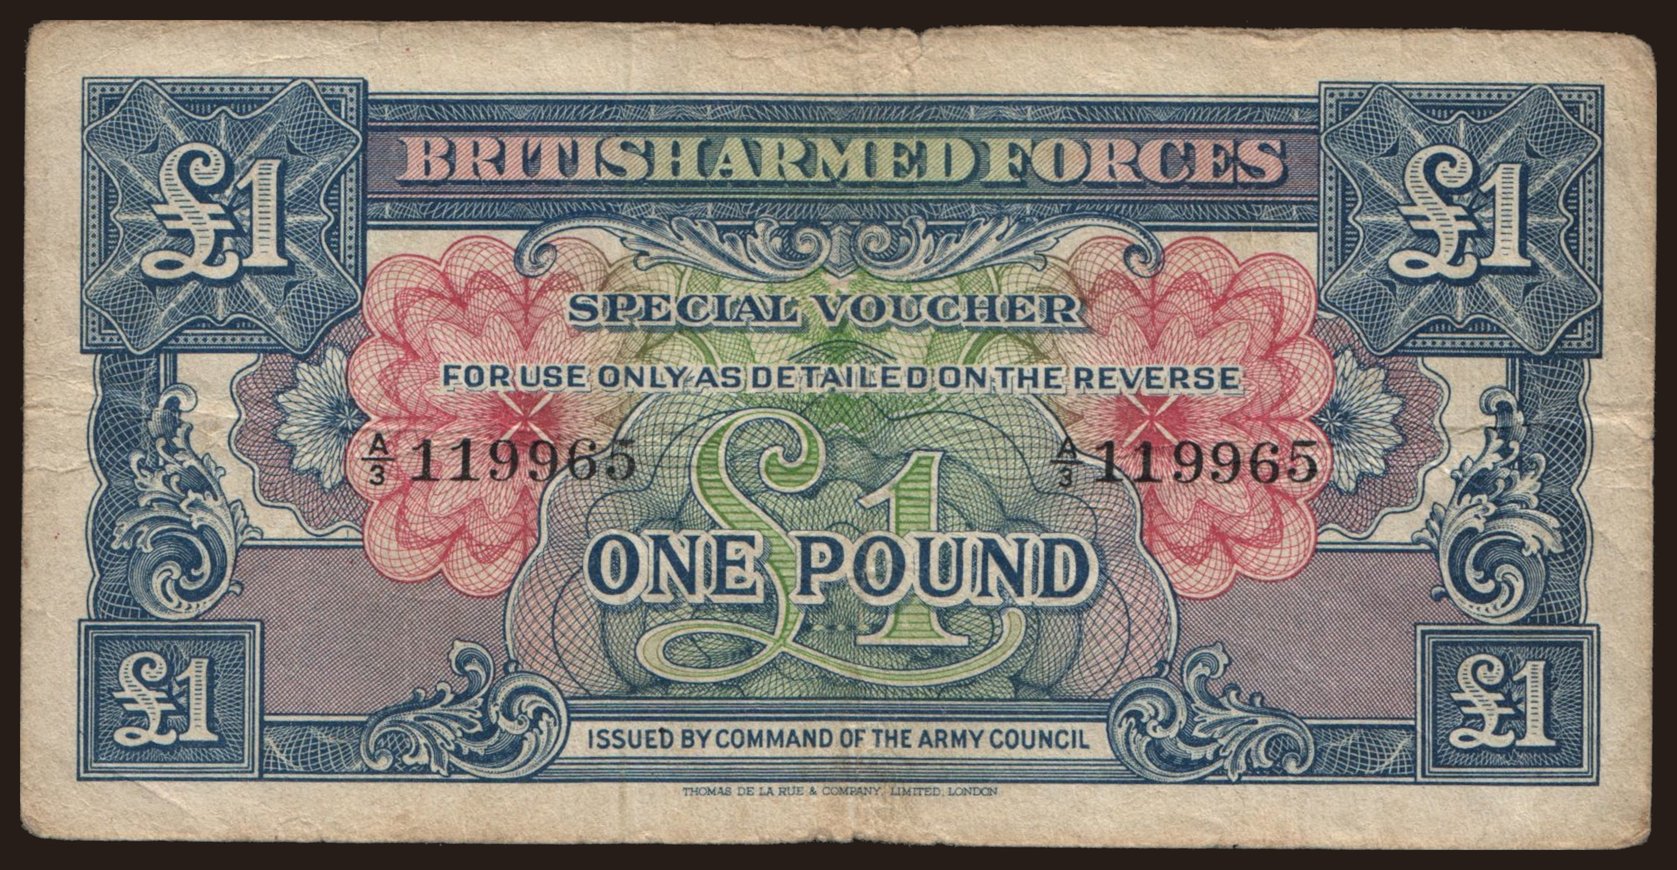 £1 £1
BRITISH ARMED FORCES
SPECIAL VOUCHER
FOR USE ONLY AS DETAILED ON THE REVERSE
A/3 119965 A/3 119965
£1
ONE POUND
£1 £1
ISSUED BY COMMAND OF THE ARMY COUNCIL
THOMAS DE LA RUE & COMPANY, LIMITED, LONDON